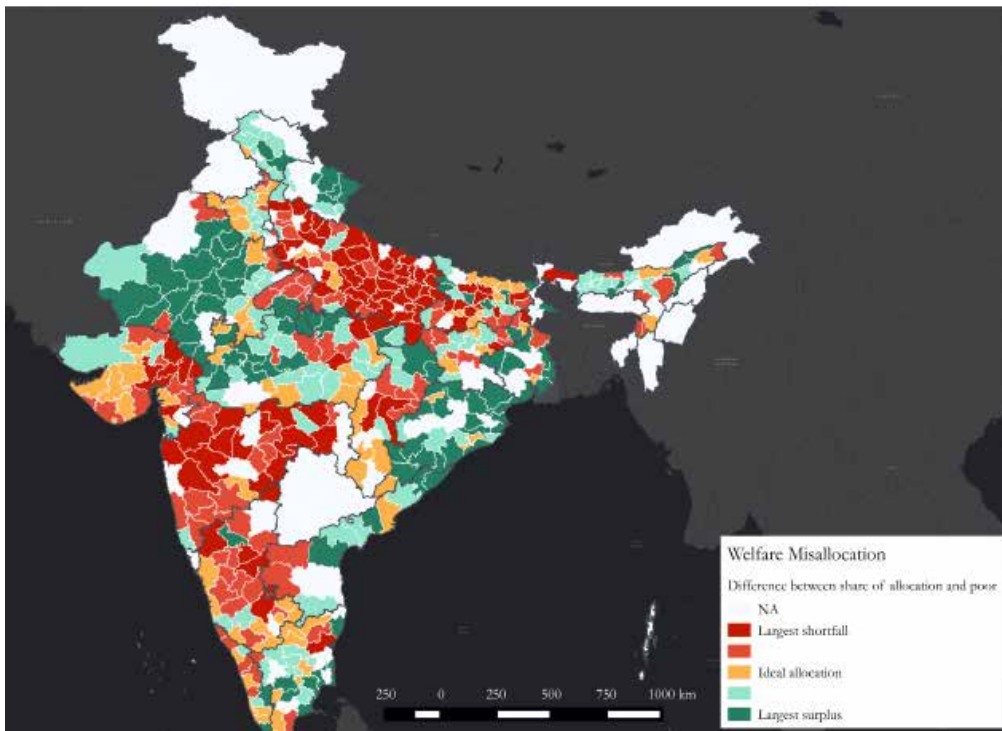 Welfare Misallocation
Difference between share of allocation and poor
NA
Largest shortfall
Ideal allocation
Largest surplus
250 0 250 500 750 1000 km